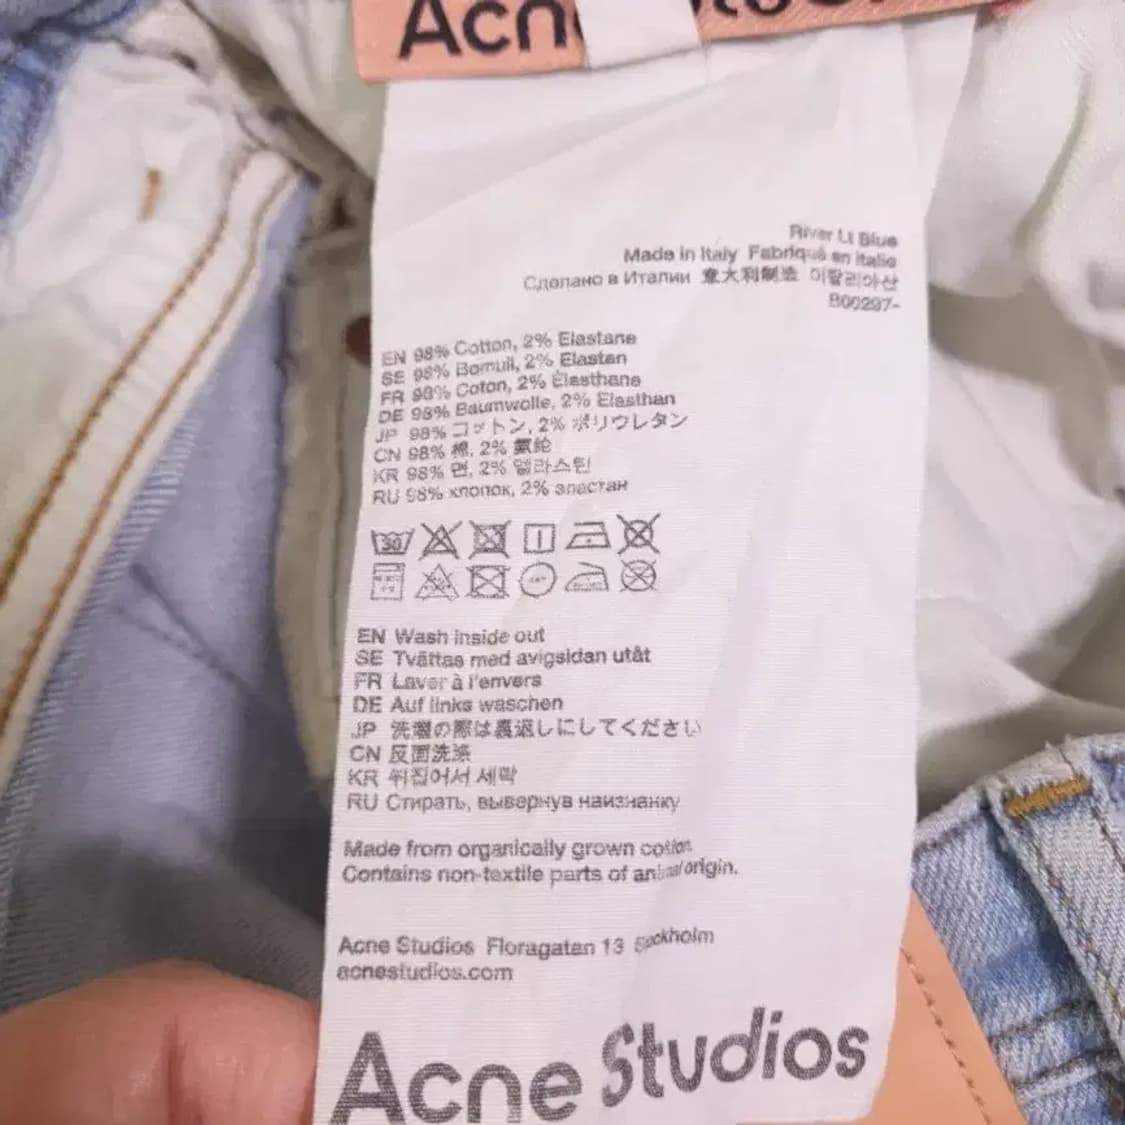 Acne Studios
River Lt Blue
Made in Italy Fabriqué en Italie
Сделано в Италии 意大利制造 이탈리아산
B00297-
EN 98% Cotton, 2% Elastane
SE 98% Bomull, 2% Elastan
FR 98% Coton, 2% Élasthane
DE 98% Baumwolle, 2% Elasthan
JP 98% コットン, 2% ポリウレタン
CN 98% 棉, 2% 氨纶
KR 98% 면, 2% 엘라스틴
RU 98% хлопок, 2% эластан
30
EN Wash inside out
SE Tvättas med avigsidan utåt
FR Laver à l'envers
DE Auf links waschen
JP 洗濯の際は裏返しにしてください
CN 反面洗涤
KR 뒤집어서 세탁
RU Стирать, вывернув наизнанку
Made from organically grown cotton
Contains non-textile parts of animal origin.
Acne Studios Floragatan 13 Stockholm
acnestudios.com
Acne Studios